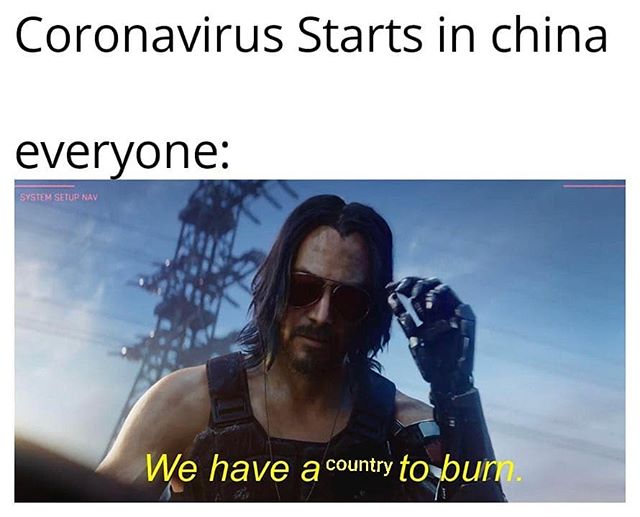 Coronavirus Starts in china
everyone:
SYSTEM SETUP NAV
We have a country to burn.